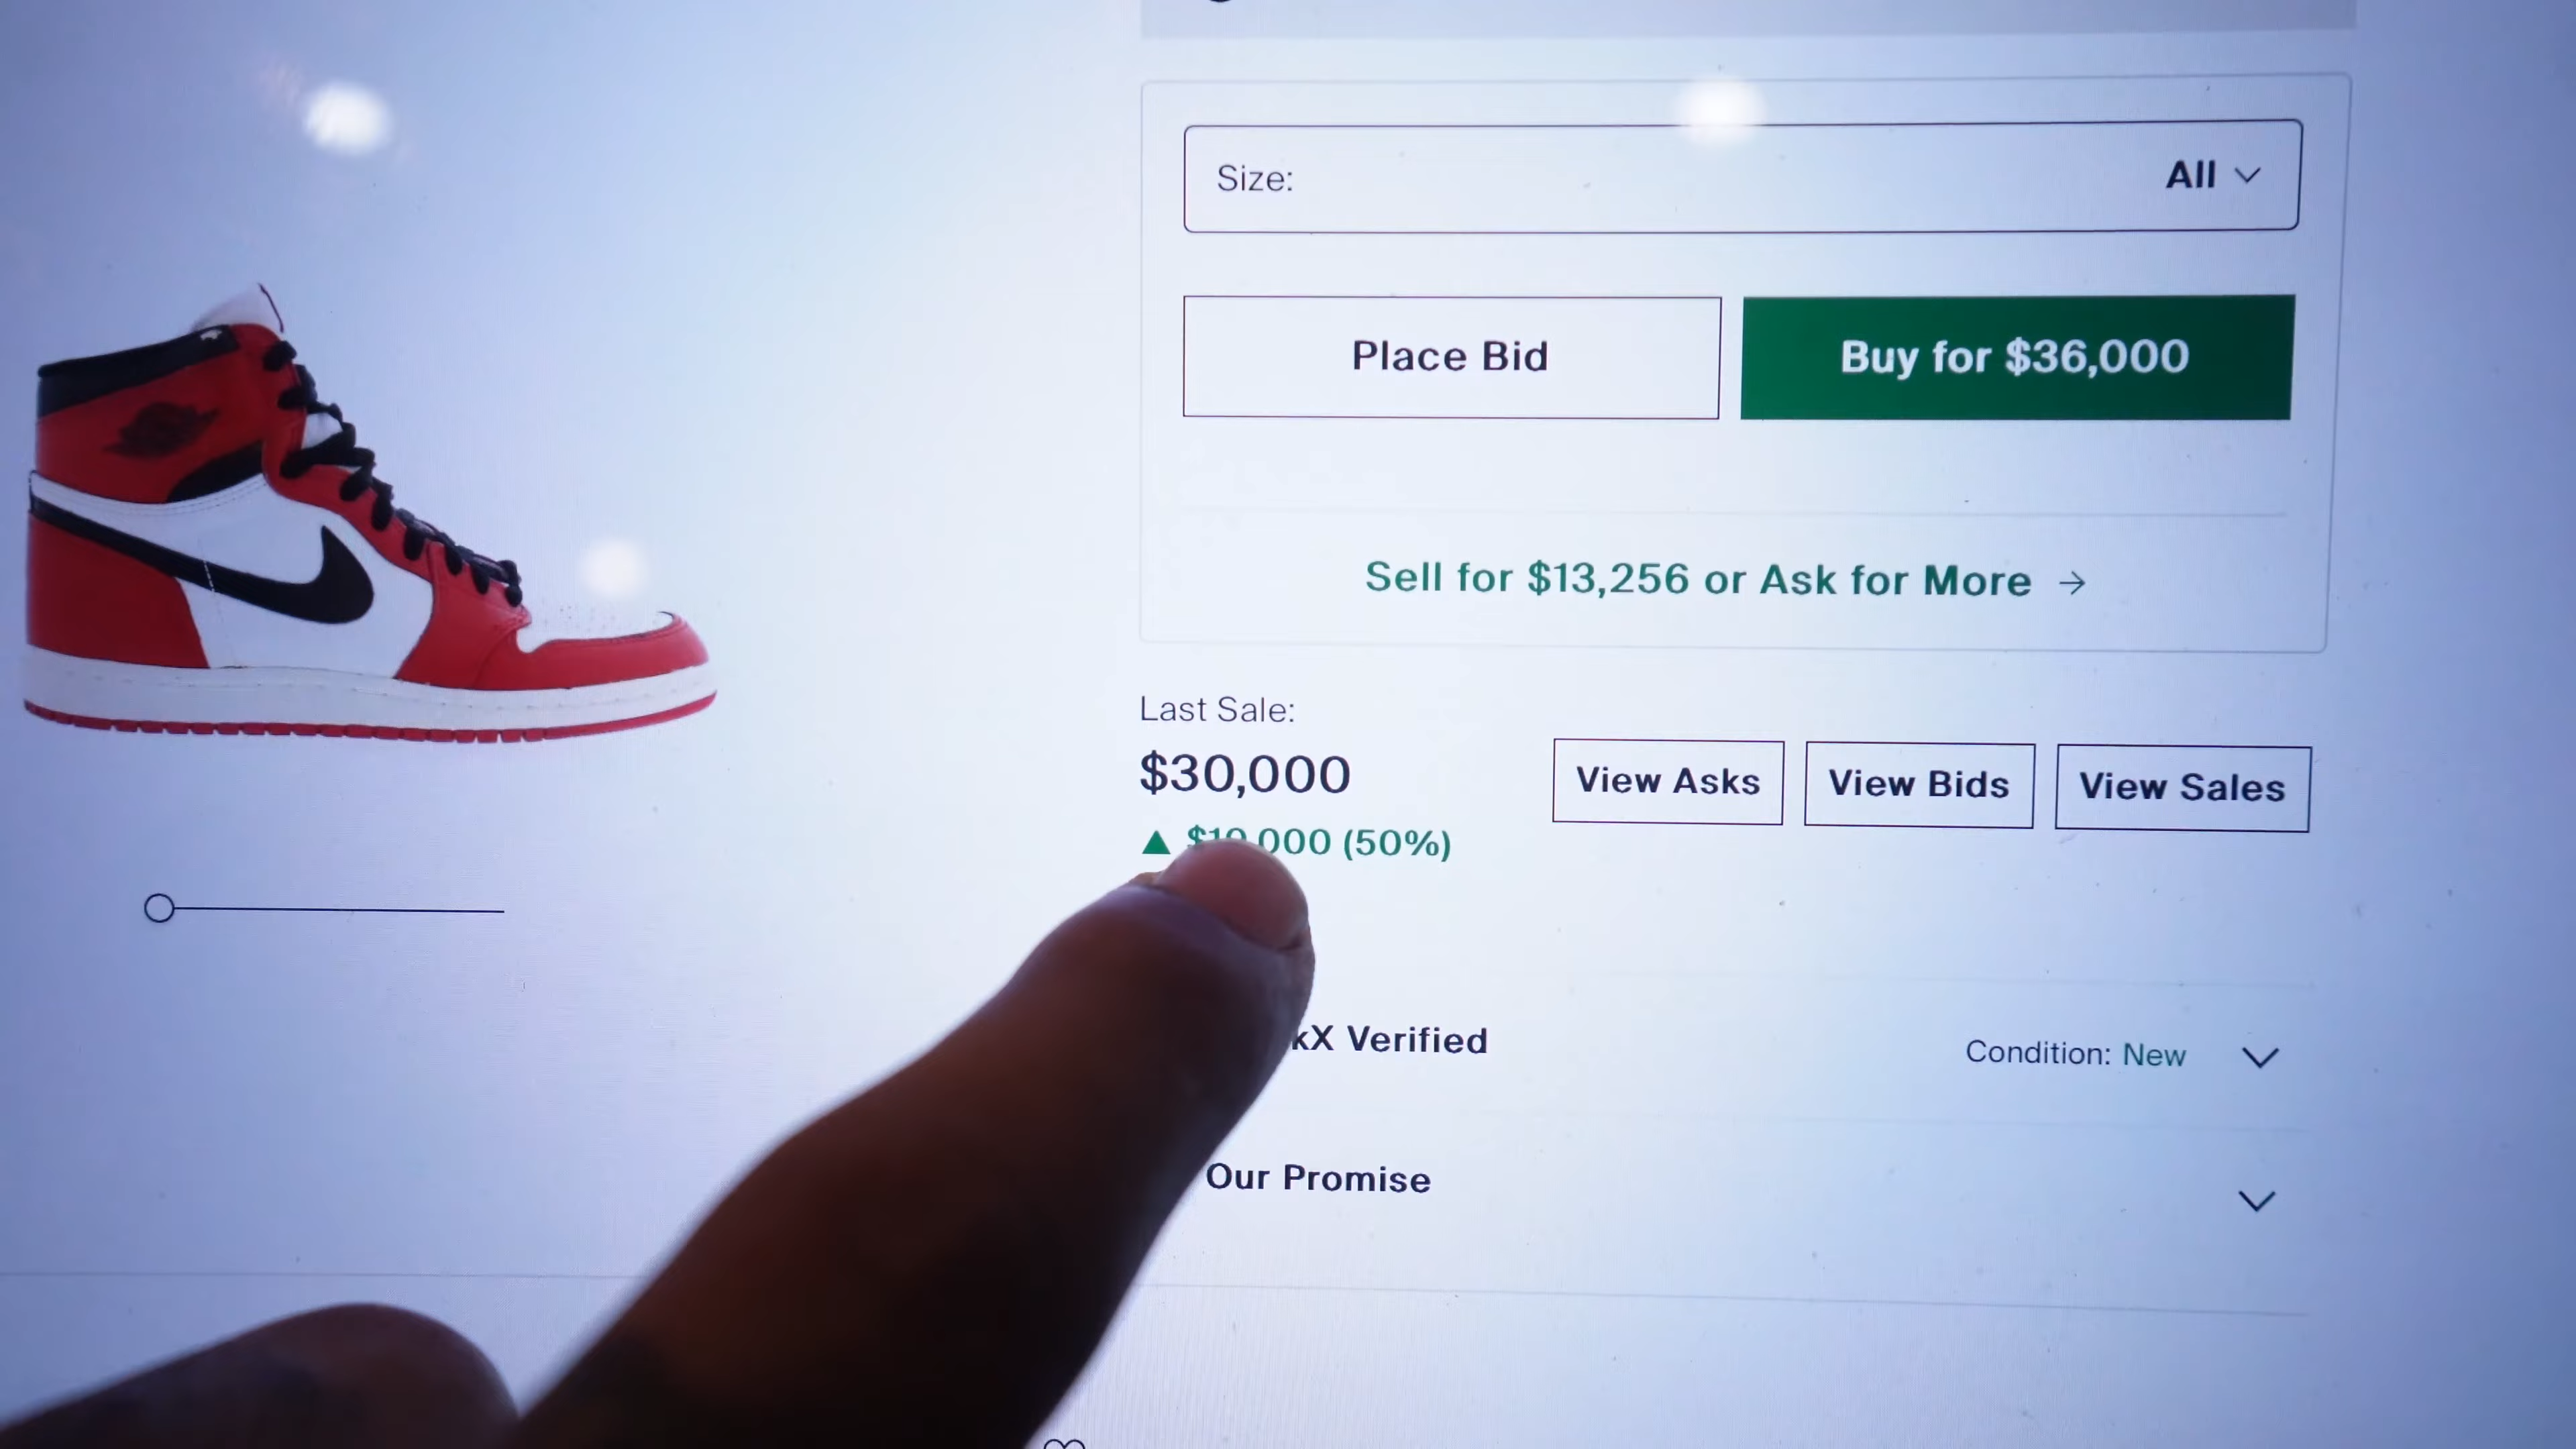 Size: All
Place Bid
Buy for $36,000
Sell for $13,256 or Ask for More →
Last Sale:
$30,000
View Asks
View Bids
View Sales
▲ $10,000 (50%)
kX Verified
Condition: New
Our Promise